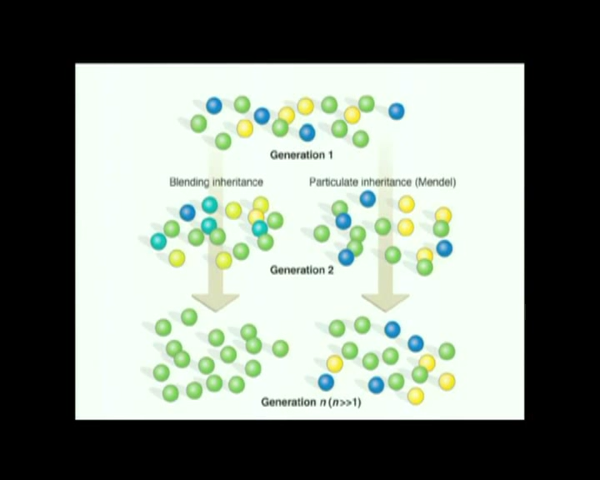 Generation 1
Blending inheritance
Particulate inheritance (Mendel)
Generation 2
Generation n (n>>1)